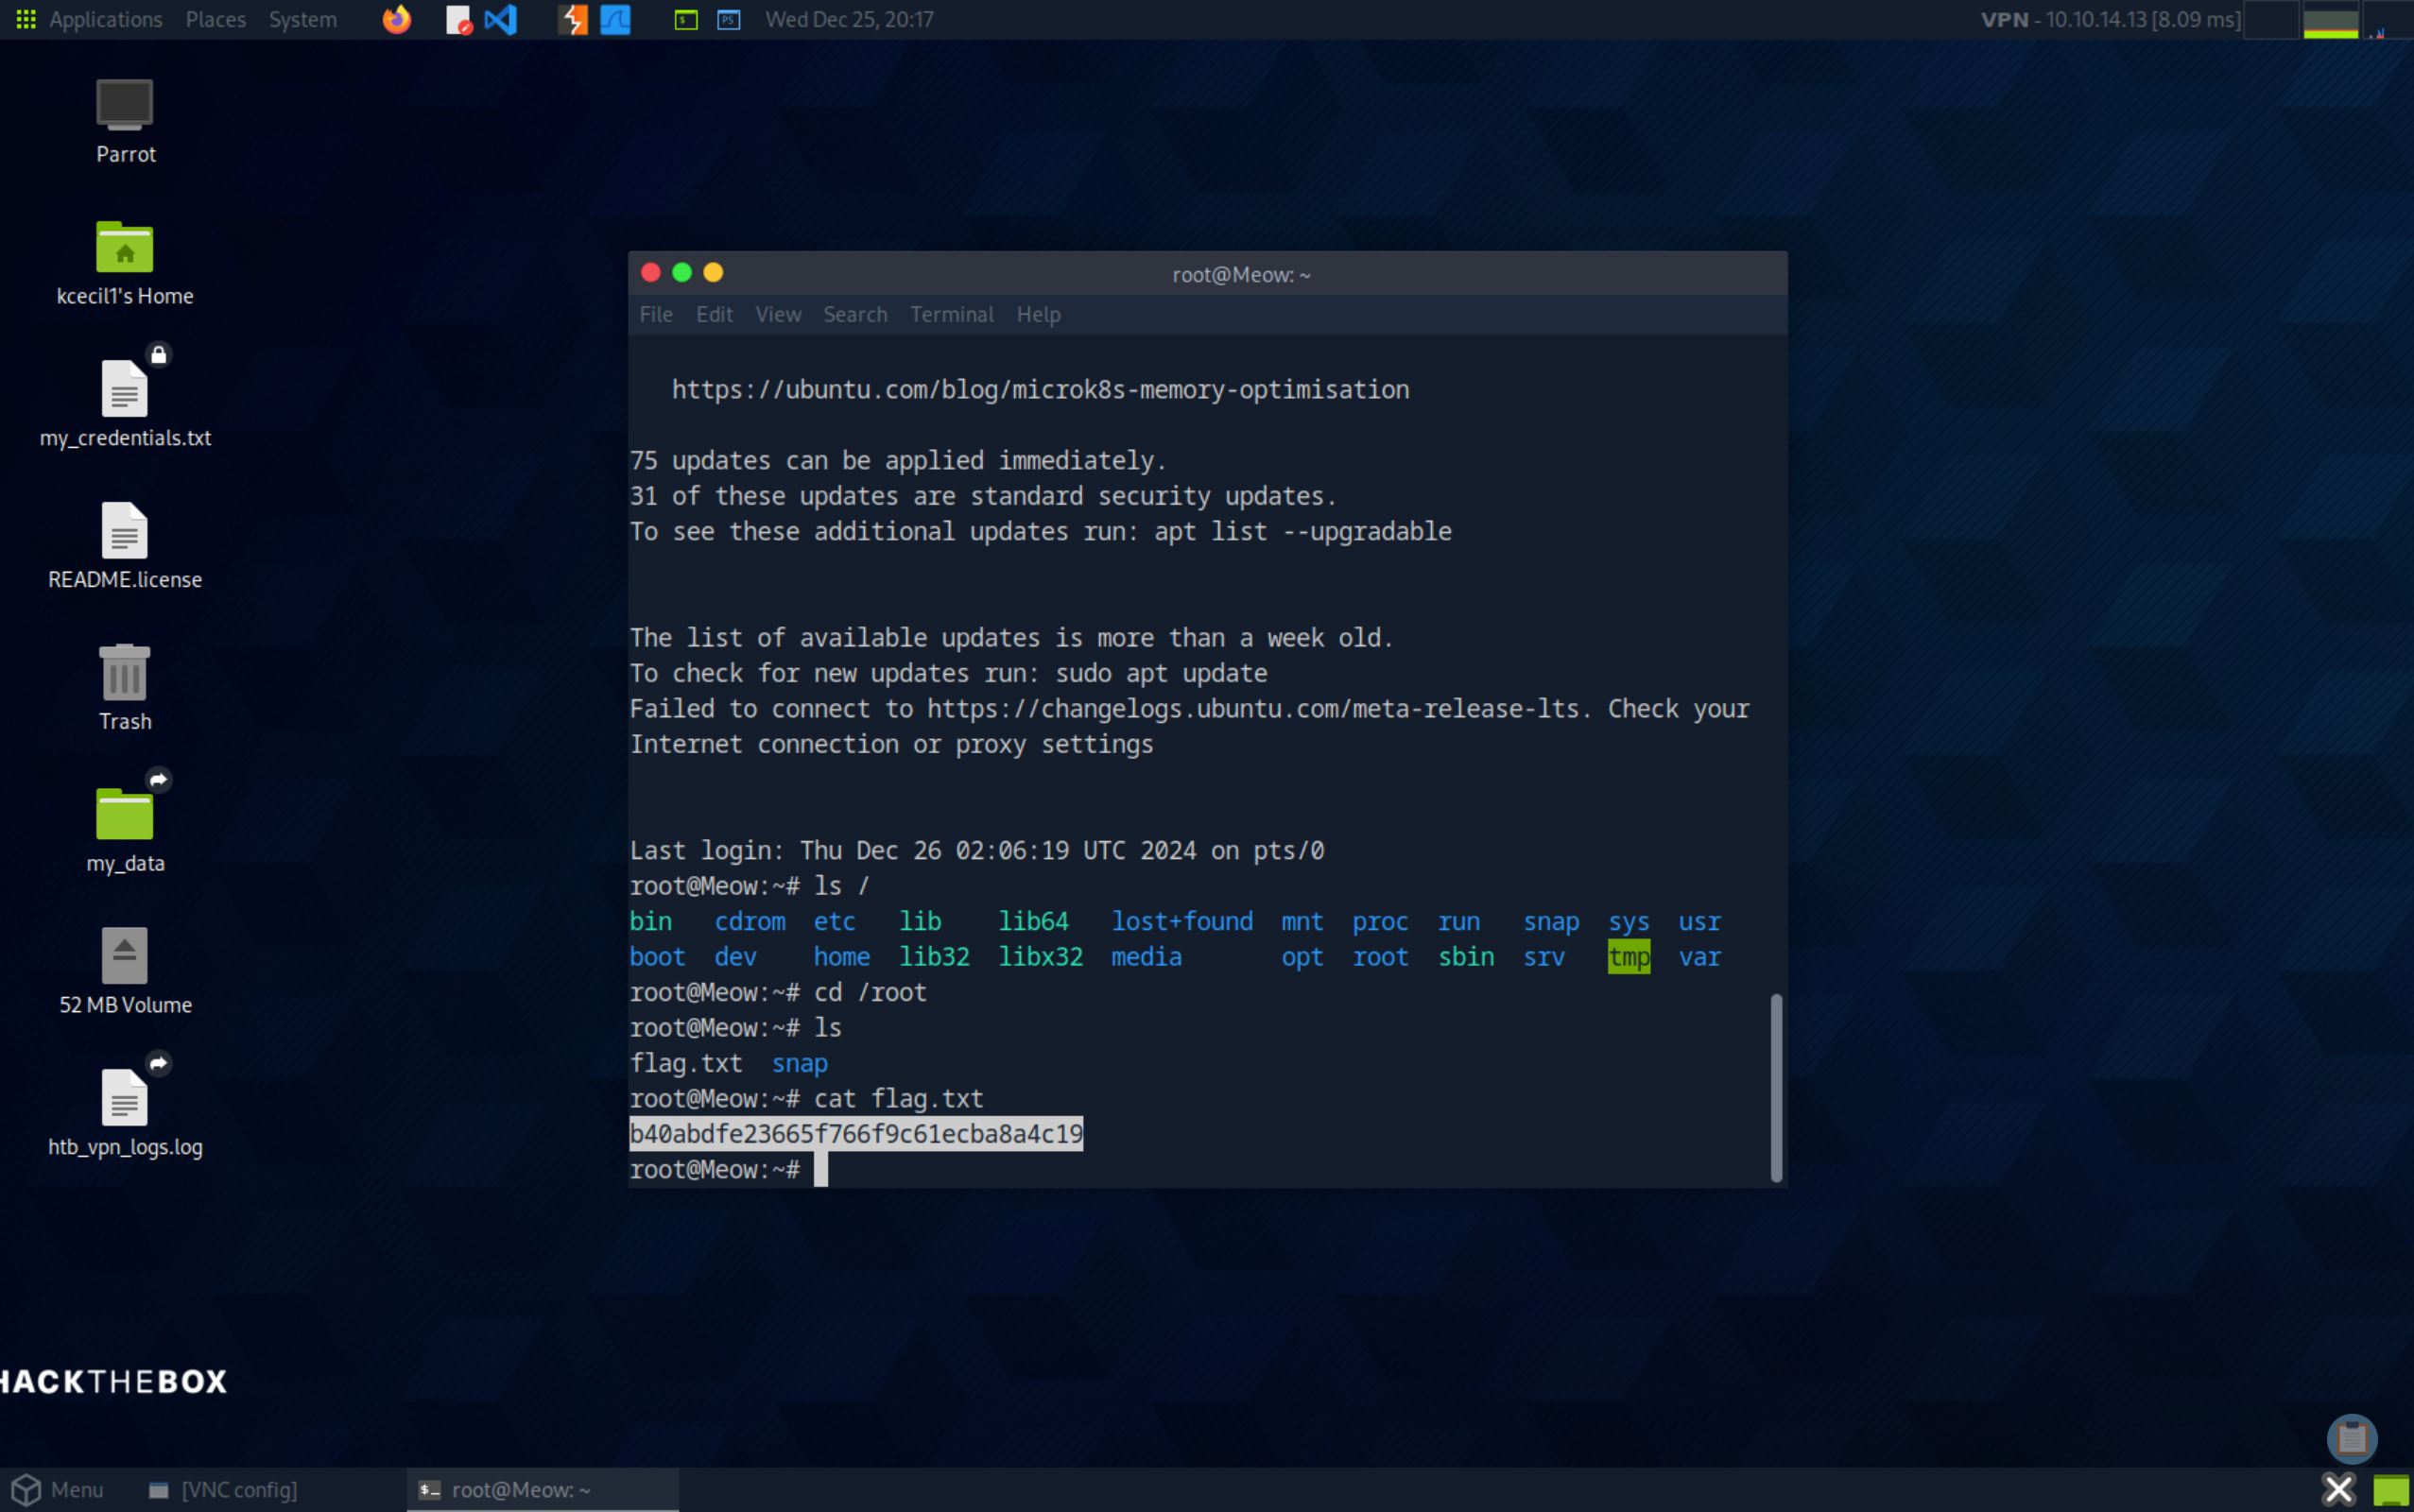 Applications Places System Wed Dec 25, 20:17 VPN - 10.10.14.13 [8.09 ms]
Parrot
kcecil1's Home
my_credentials.txt
README.license
Trash
my_data
52 MB Volume
htb_vpn_logs.log
root@Meow: ~
File Edit View Search Terminal Help
https://ubuntu.com/blog/microk8s-memory-optimisation
75 updates can be applied immediately.
31 of these updates are standard security updates.
To see these additional updates run: apt list --upgradable
The list of available updates is more than a week old.
To check for new updates run: sudo apt update
Failed to connect to https://changelogs.ubuntu.com/meta-release-lts. Check your
Internet connection or proxy settings
Last login: Thu Dec 26 02:06:19 UTC 2024 on pts/0
root@Meow:~# ls /
bin cdrom etc lib lib64 lost+found mnt proc run snap sys usr
boot dev home lib32 libx32 media opt root sbin srv tmp var
root@Meow:~# cd /root
root@Meow:~# ls
flag.txt snap
root@Meow:~# cat flag.txt
b40abdfe23665f766f9c61ecba8a4c19
root@Meow:~#
HACKTHEBOX
Menu [VNC config] root@Meow: ~